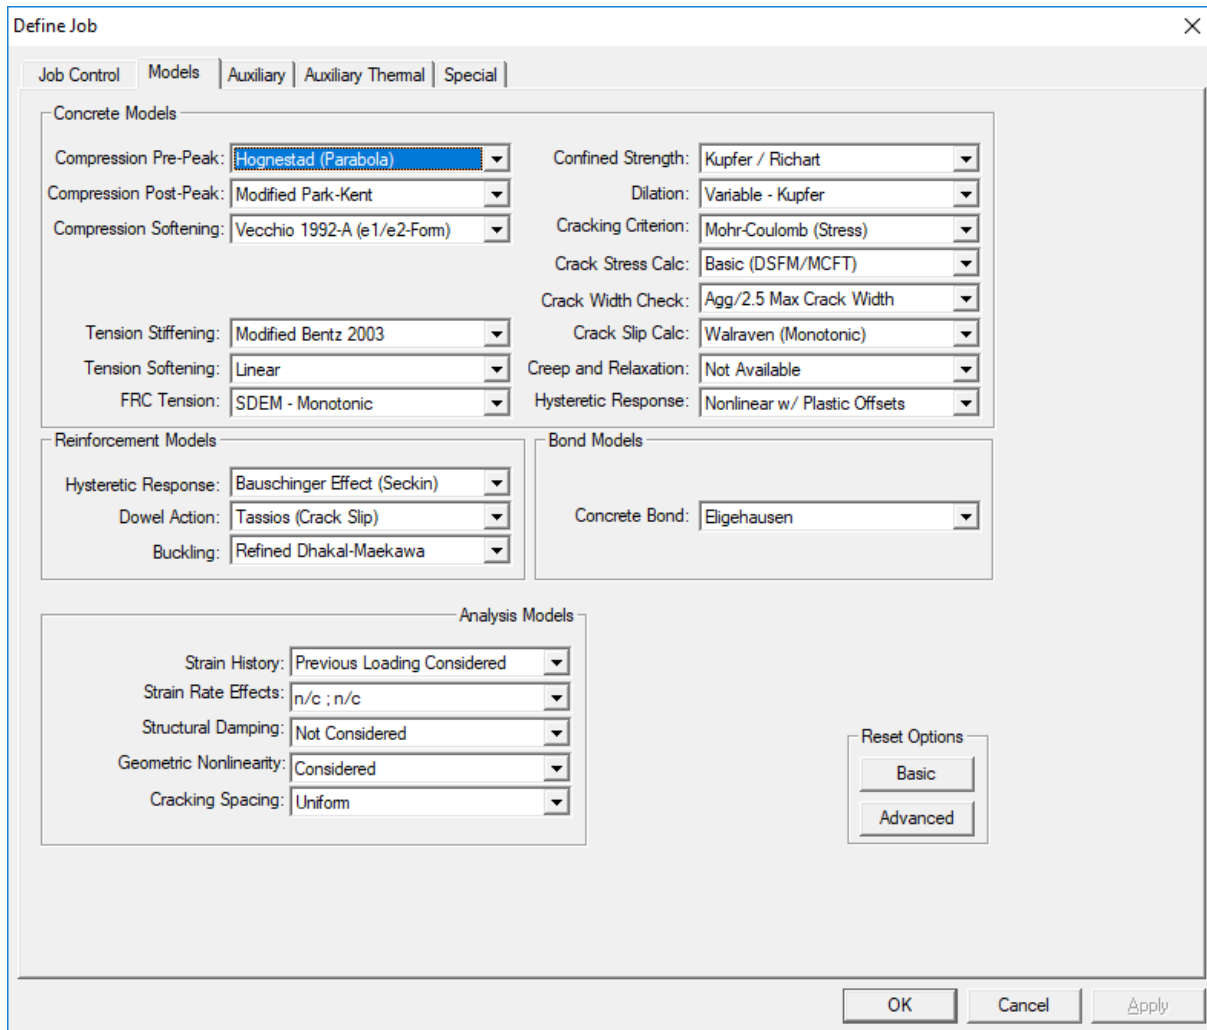 Define Job
Job Control Models Auxiliary Auxiliary Thermal Special
Concrete Models
Compression Pre-Peak: Hognestad (Parabola)
Compression Post-Peak: Modified Park-Kent
Compression Softening: Vecchio 1992-A (e1/e2-Form)
Tension Stiffening: Modified Bentz 2003
Tension Softening: Linear
FRC Tension: SDEM - Monotonic
Confined Strength: Kupfer / Richart
Dilation: Variable - Kupfer
Cracking Criterion: Mohr-Coulomb (Stress)
Crack Stress Calc: Basic (DSFM/MCFT)
Crack Width Check: Agg/2.5 Max Crack Width
Crack Slip Calc: Walraven (Monotonic)
Creep and Relaxation: Not Available
Hysteretic Response: Nonlinear w/ Plastic Offsets
Reinforcement Models
Hysteretic Response: Bauschinger Effect (Seckin)
Dowel Action: Tassios (Crack Slip)
Buckling: Refined Dhakal-Maekawa
Bond Models
Concrete Bond: Eligehausen
Analysis Models
Strain History: Previous Loading Considered
Strain Rate Effects: n/c ; n/c
Structural Damping: Not Considered
Geometric Nonlinearity: Considered
Cracking Spacing: Uniform
Reset Options
Basic
Advanced
OK Cancel Apply